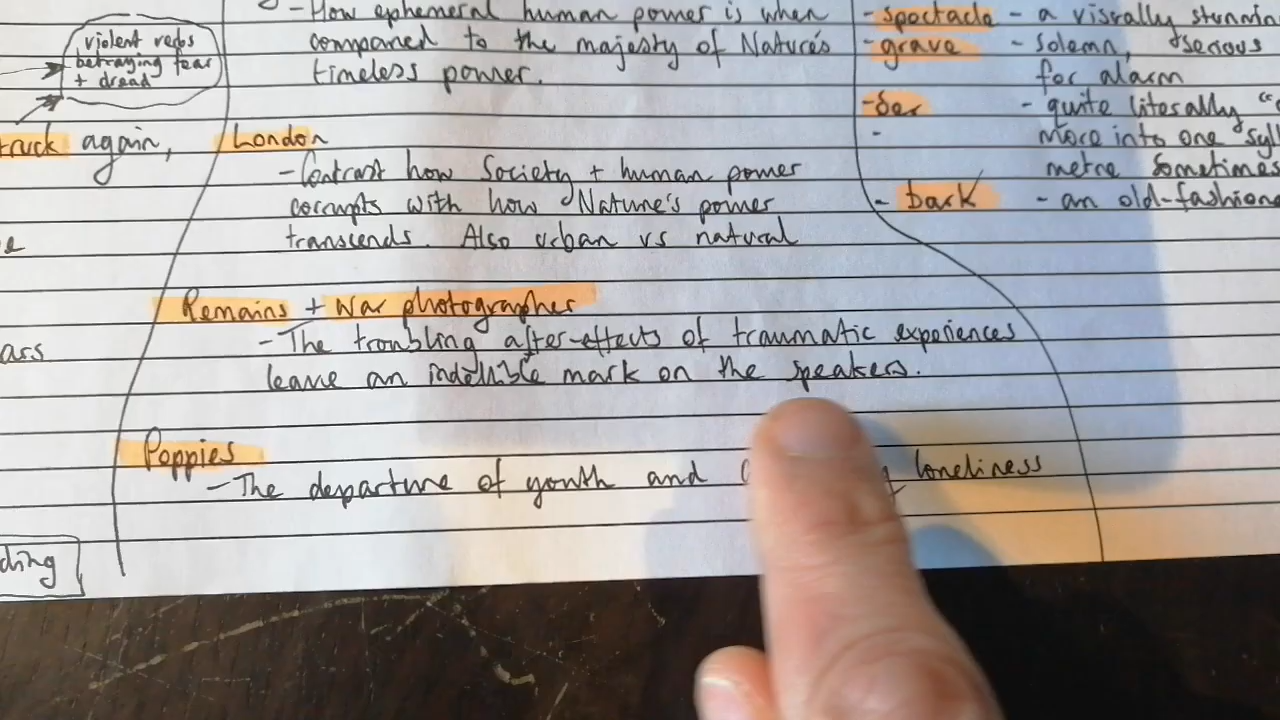 violent reds
betraying fear
+ dread
truck again,
e
ars
ding
- How ephemeral human power is when
compared to the majesty of Nature's
timeless power.
London
- Contrast how Society + human power
corrupts with how Nature's power
transcends. Also urban vs natural
Remains + War photographer
- The troubling after-effects of traumatic experiences
leave an indelible mark on the speakers.
Poppies
- The departure of youth and loneliness
- spectacle - a visually stunnin
- grave - solemn, serious
for alarm
- quite literally "
- more into one syl
metre sometimes
- bark - an old-fashione